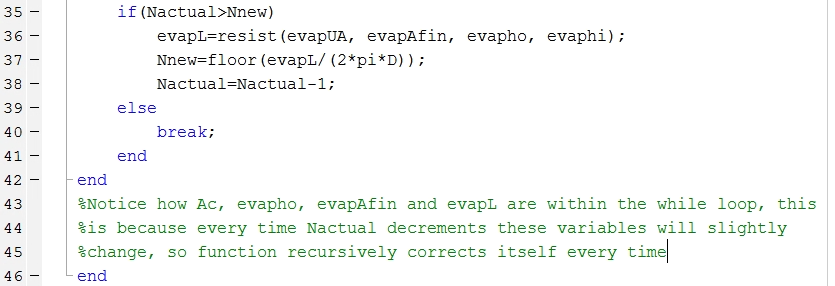 35 – if(Nactual>Nnew)
36 – evapL=resist(evapUA, evapAfin, evapho, evaphi);
37 – Nnew=floor(evapL/(2*pi*D));
38 – Nactual=Nactual-1;
39 – else
40 – break;
41 – end
42 – end
43 %Notice how Ac, evapho, evapAfin and evapL are within the while loop, this
44 %is because every time Nactual decrements these variables will slightly
45 %change, so function recursively corrects itself every time
46 – end